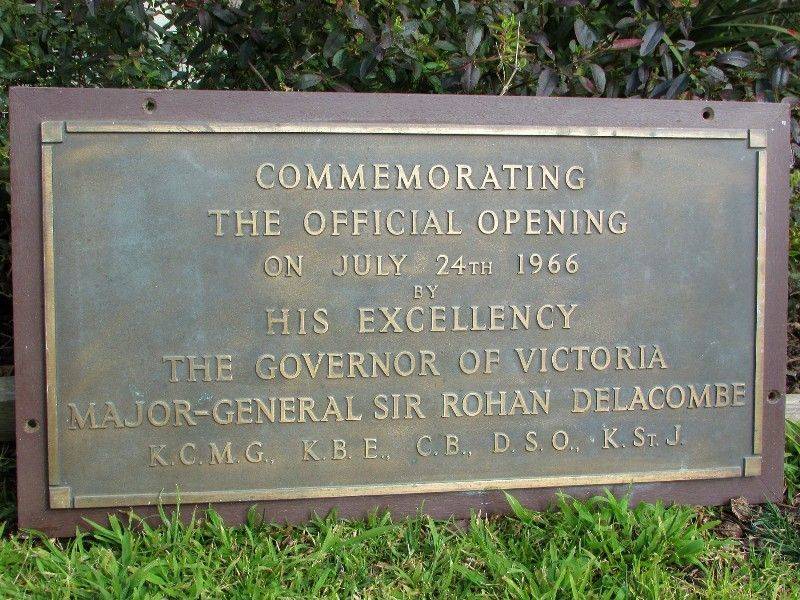 COMMEMORATING
THE OFFICIAL OPENING
ON JULY 24TH 1966
BY
HIS EXCELLENCY
THE GOVERNOR OF VICTORIA
MAJOR-GENERAL SIR ROHAN DELACOMBE
K.C.M.G., K.B.E., C.B., D.S.O., K.ST.J.